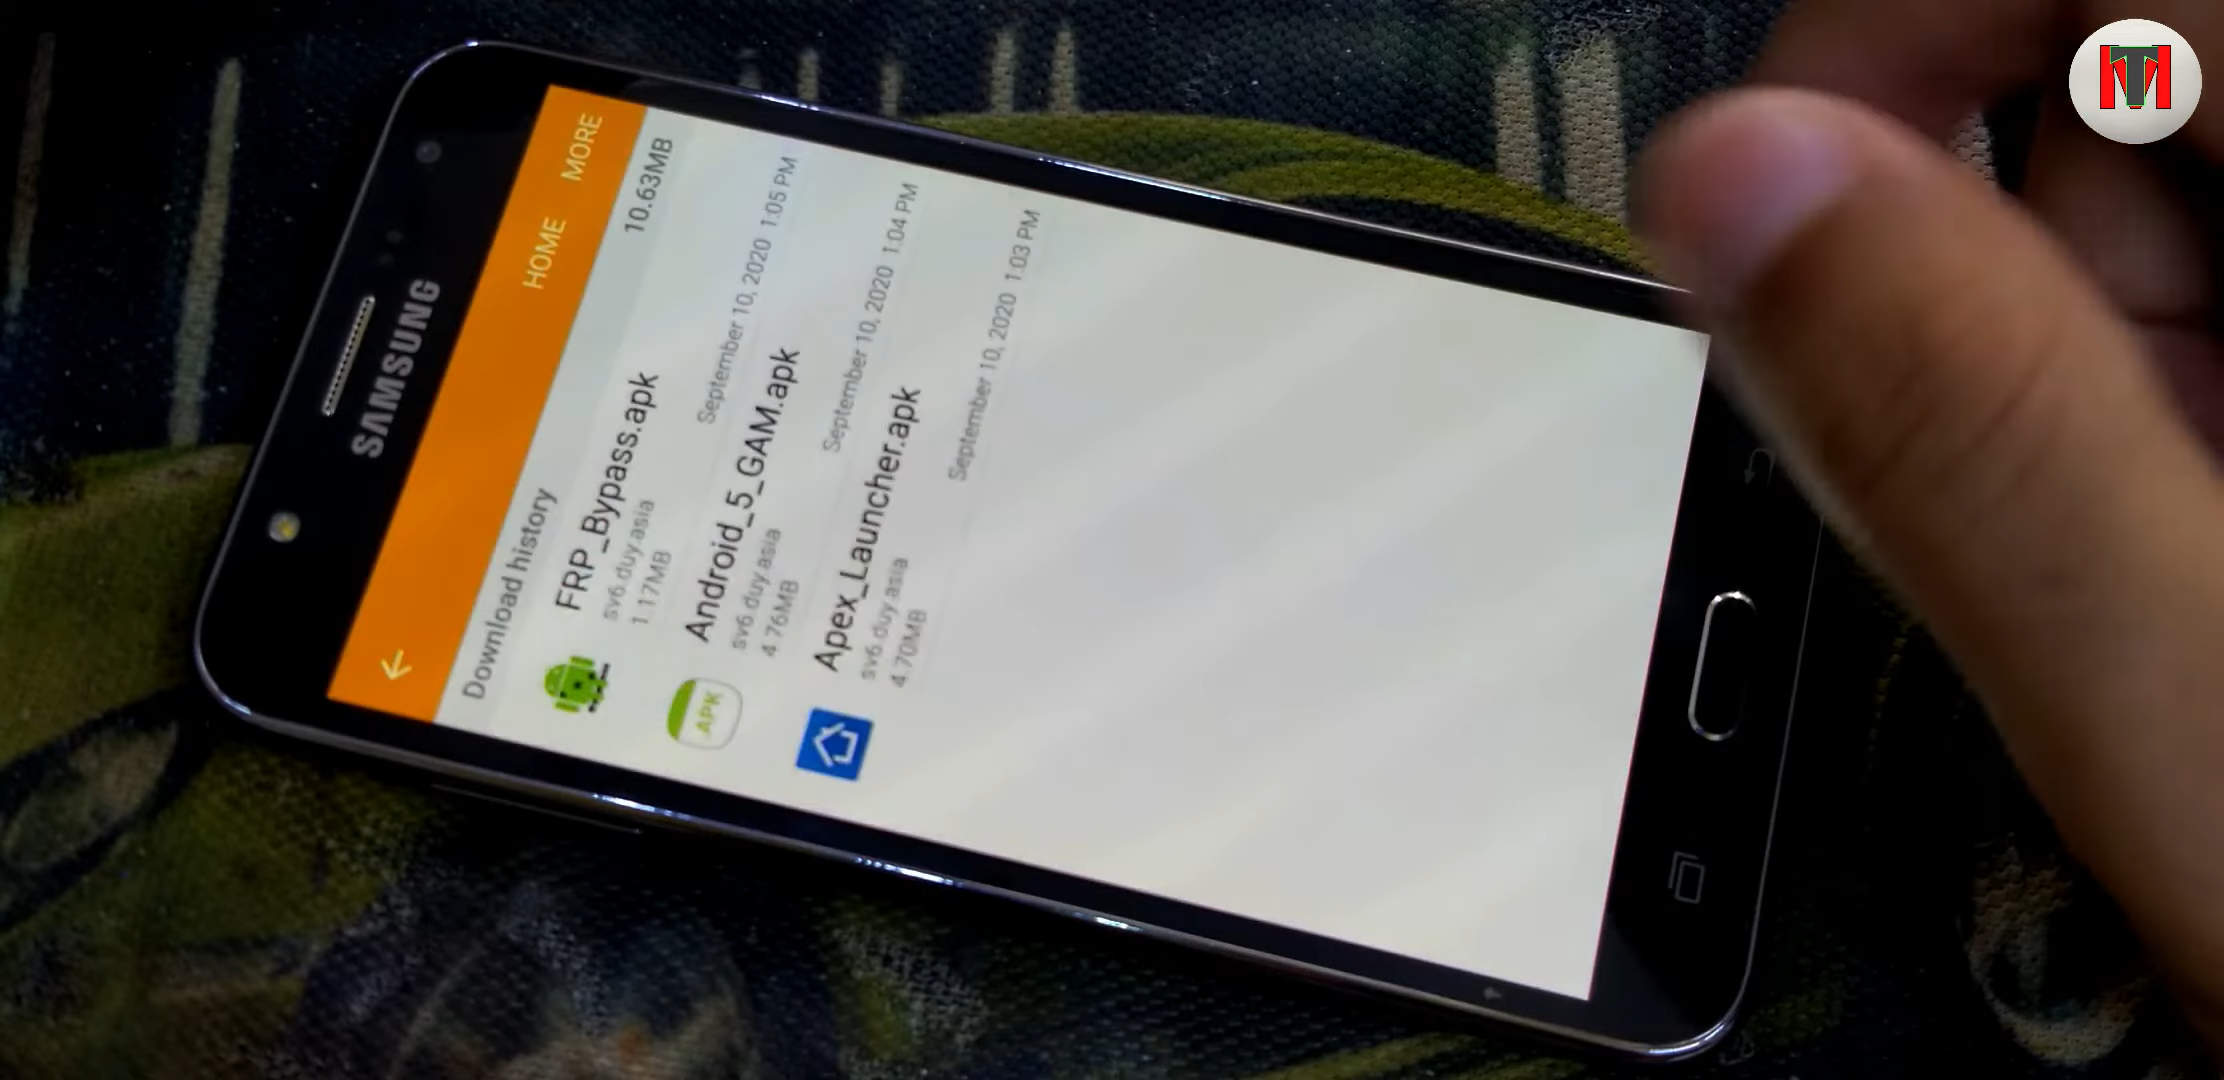 SAMSUNG
HOME MORE
Download history 10.63MB
FRP_Bypass.apk
sv6.duy.asia
1.17MB September 10, 2020 1:05 PM
Android_5_GAM.apk
sv6.duy.asia
4.76MB September 10, 2020 1:04 PM
Apex_Launcher.apk
sv6.duy.asia
4.70MB September 10, 2020 1:03 PM
APK
MT